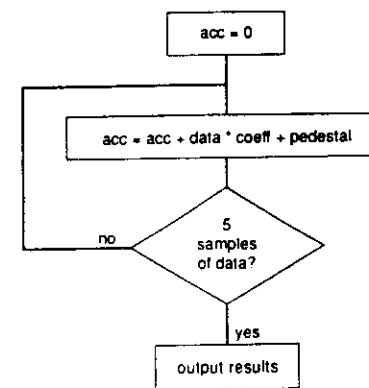 acc = 0
acc = acc + data * coeff + pedestal
5
samples
of data?
no
yes
output results